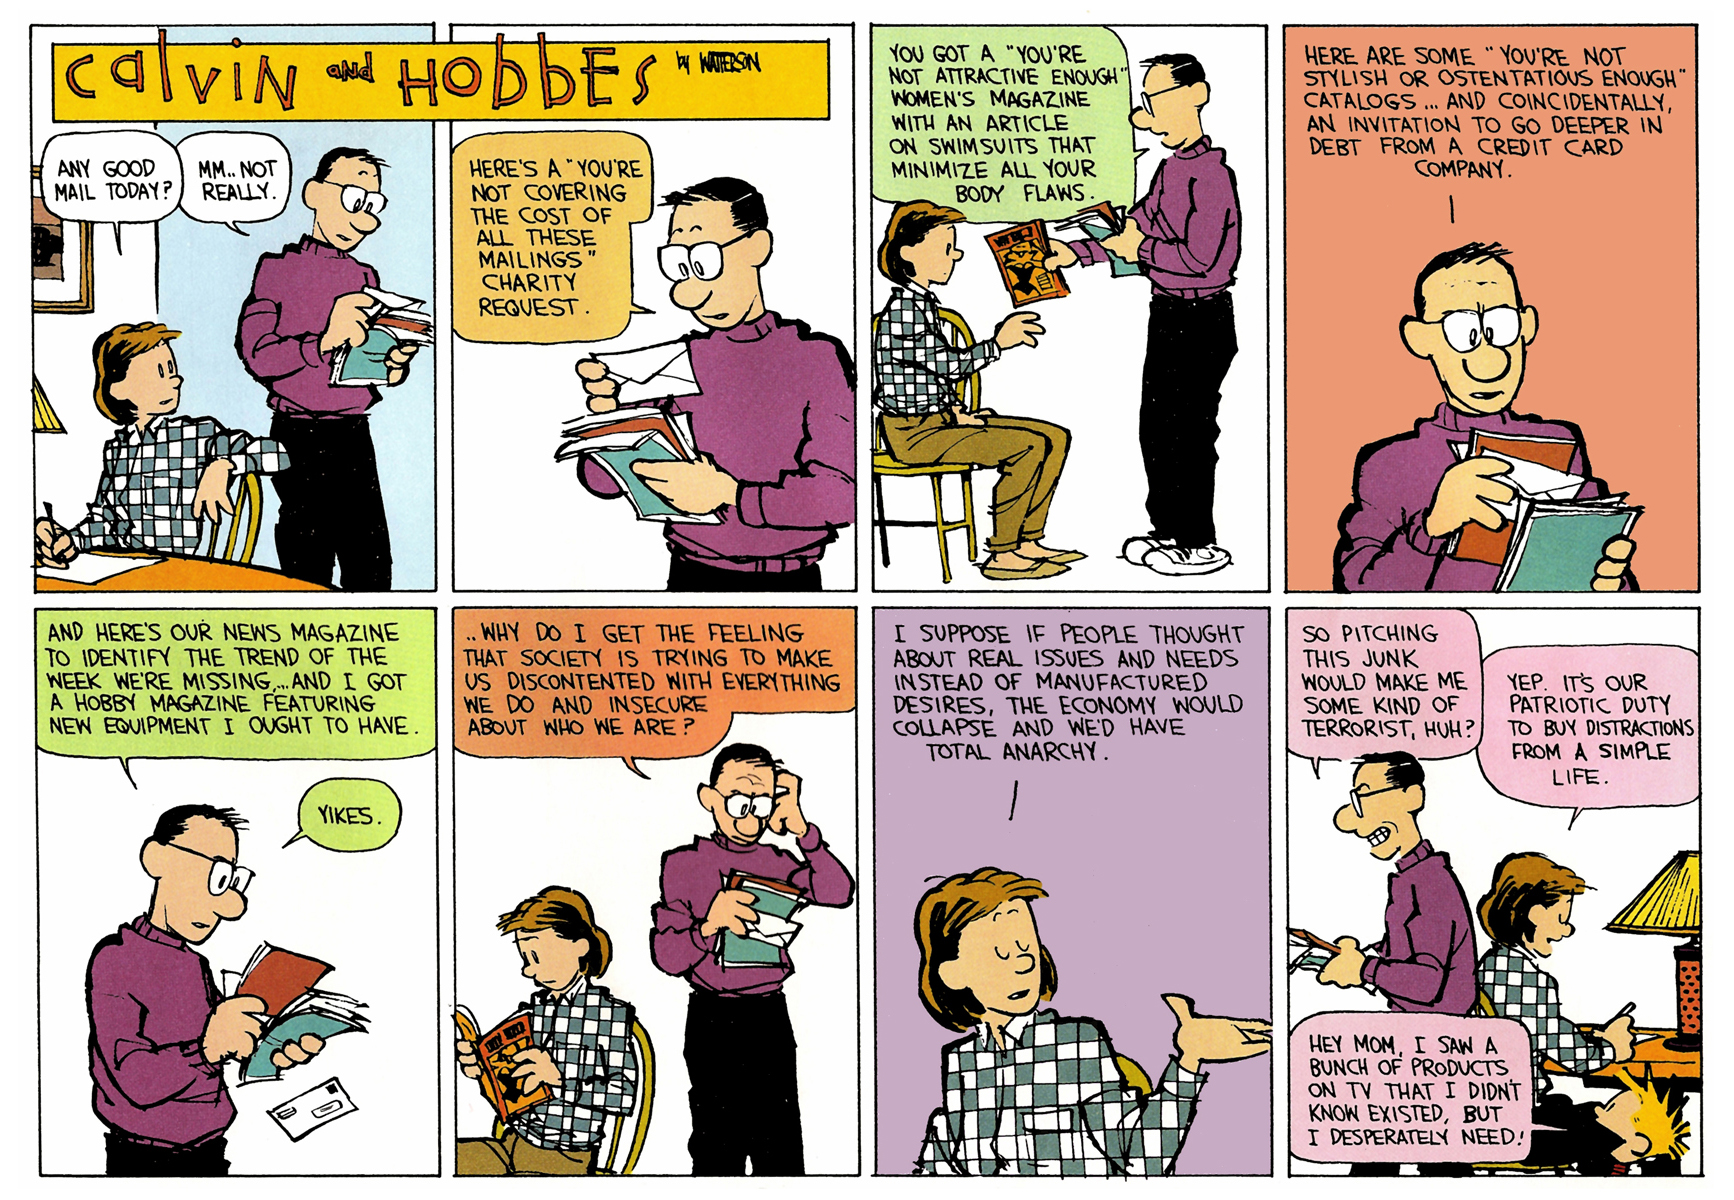 Calvin and Hobbes by WATTERSON
ANY GOOD
MAIL TODAY?
MM.. NOT
REALLY.
HERE'S A "YOU'RE
NOT COVERING
THE COST OF
ALL THESE
MAILINGS"
CHARITY
REQUEST.
YOU GOT A "YOU'RE
NOT ATTRACTIVE ENOUGH"
WOMEN'S MAGAZINE
WITH AN ARTICLE
ON SWIMSUITS THAT
MINIMIZE ALL YOUR
BODY FLAWS.
HERE ARE SOME "YOU'RE NOT
STYLISH OR OSTENTATIOUS ENOUGH"
CATALOGS ... AND COINCIDENTALLY,
AN INVITATION TO GO DEEPER IN
DEBT FROM A CREDIT CARD
COMPANY.
AND HERE'S OUR NEWS MAGAZINE
TO IDENTIFY THE TREND OF THE
WEEK WE'RE MISSING,...AND I GOT
A HOBBY MAGAZINE FEATURING
NEW EQUIPMENT I OUGHT TO HAVE.
YIKES.
..WHY DO I GET THE FEELING
THAT SOCIETY IS TRYING TO MAKE
US DISCONTENTED WITH EVERYTHING
WE DO AND INSECURE
ABOUT WHO WE ARE?
I SUPPOSE IF PEOPLE THOUGHT
ABOUT REAL ISSUES AND NEEDS
INSTEAD OF MANUFACTURED
DESIRES, THE ECONOMY WOULD
COLLAPSE AND WE'D HAVE
TOTAL ANARCHY.
SO PITCHING
THIS JUNK
WOULD MAKE ME
SOME KIND OF
TERRORIST, HUH?
YEP. IT'S OUR
PATRIOTIC DUTY
TO BUY DISTRACTIONS
FROM A SIMPLE
LIFE.
HEY MOM, I SAW A
BUNCH OF PRODUCTS
ON TV THAT I DIDN'T
KNOW EXISTED, BUT
I DESPERATELY NEED!